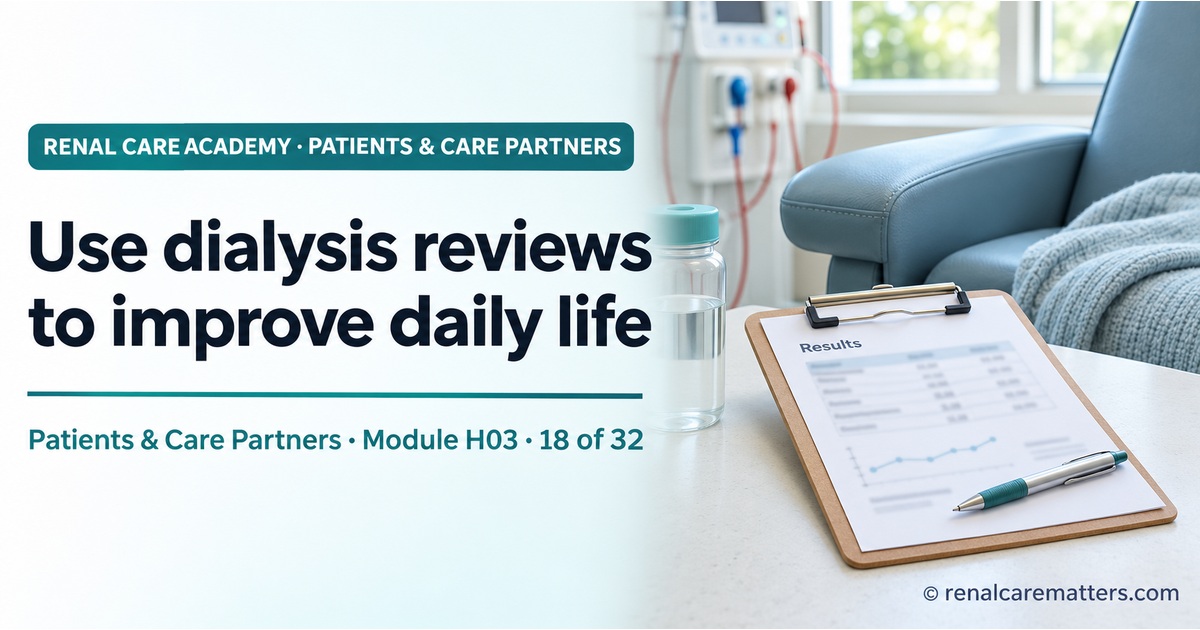 RENAL CARE ACADEMY · PATIENTS & CARE PARTNERS
Use dialysis reviews
to improve daily life
Patients & Care Partners • Module H03 • 18 of 32
Results
© renalcarematters.com